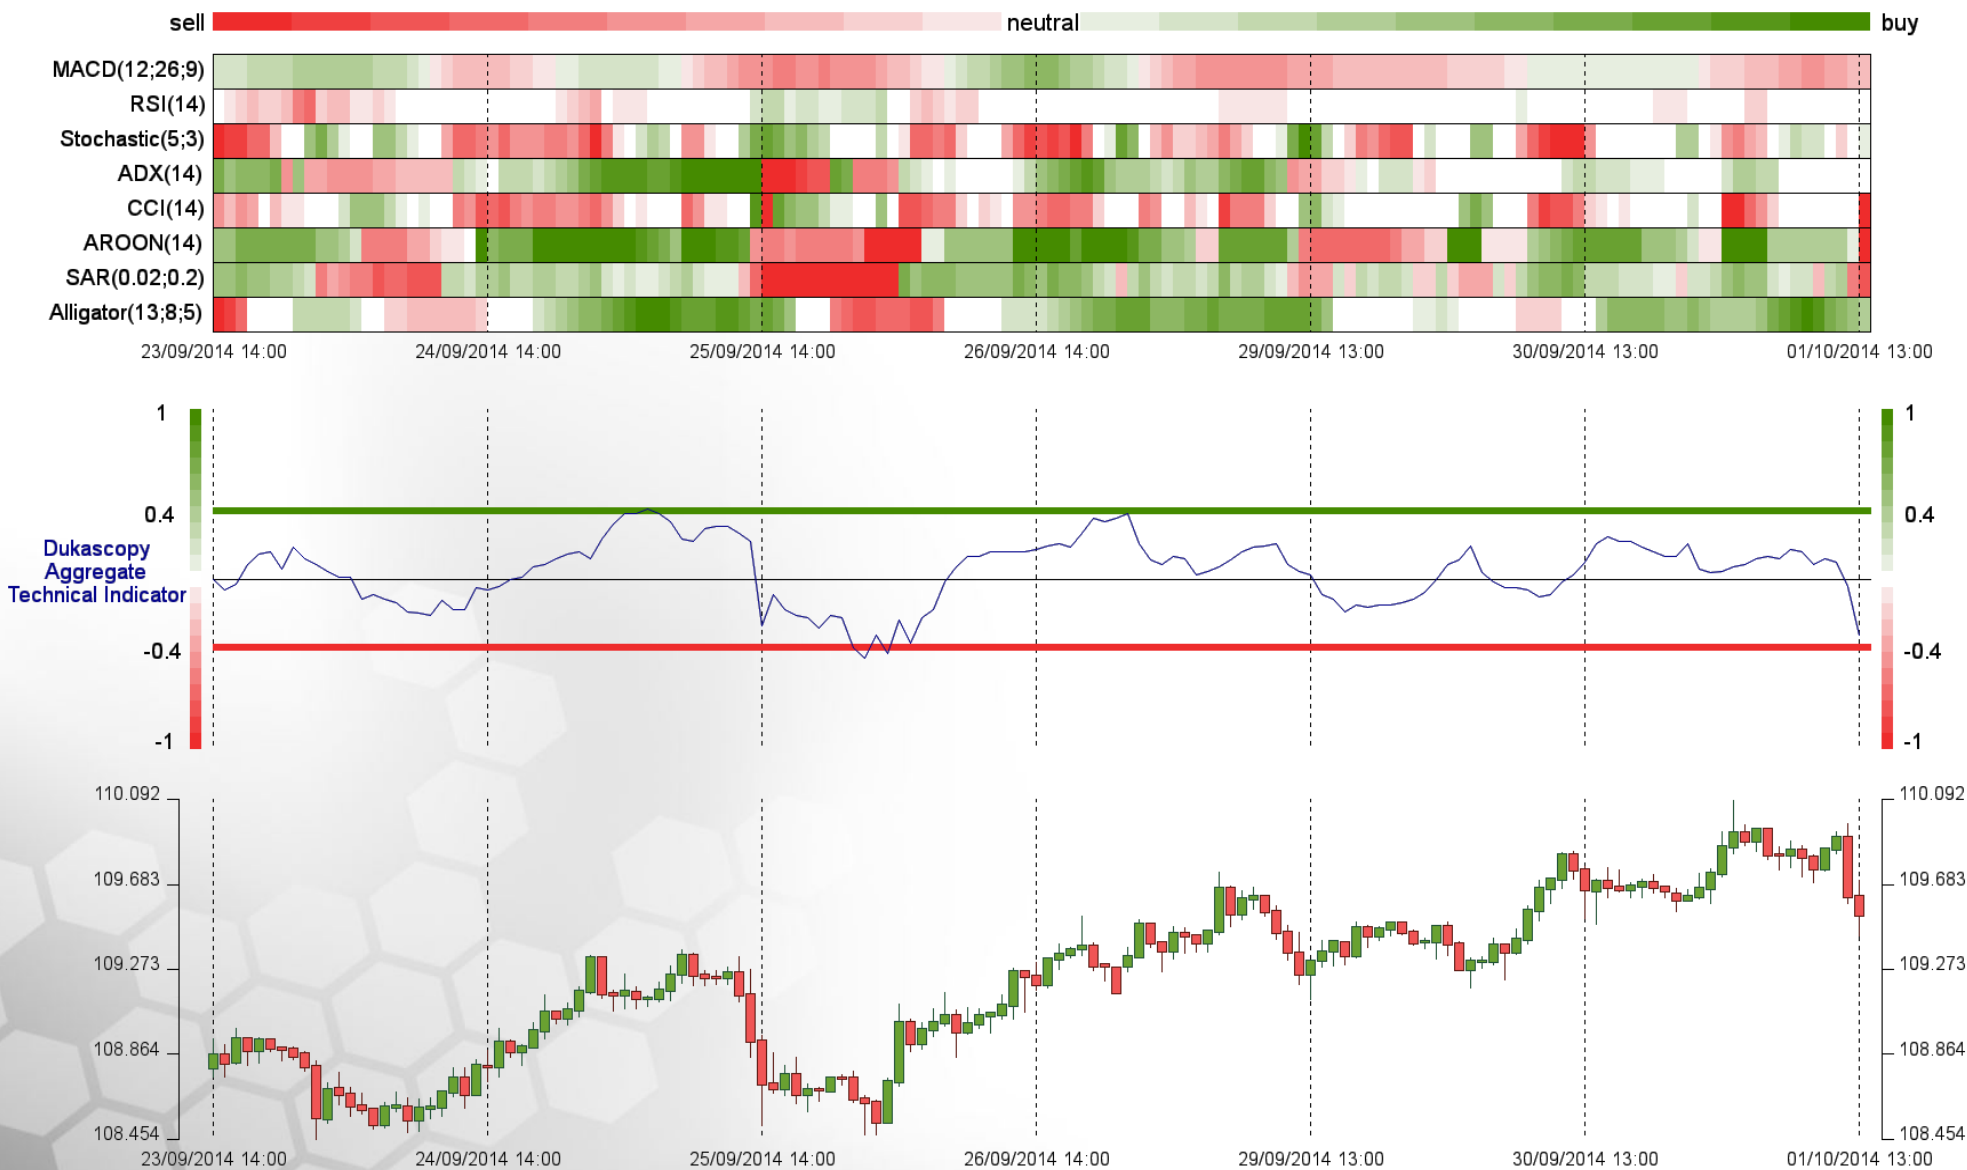 sell neutral buy
MACD(12;26;9)
RSI(14)
Stochastic(5;3)
ADX(14)
CCI(14)
AROON(14)
SAR(0.02;0.2)
Alligator(13;8;5)
23/09/2014 14:00 24/09/2014 14:00 25/09/2014 14:00 26/09/2014 14:00 29/09/2014 13:00 30/09/2014 13:00 01/10/2014 13:00
1 1
0.4 0.4
Dukascopy
Aggregate
Technical Indicator
-0.4 -0.4
-1 -1
110.092 110.092
109.683 109.683
109.273 109.273
108.864 108.864
108.454 108.454
23/09/2014 14:00 24/09/2014 14:00 25/09/2014 14:00 26/09/2014 14:00 29/09/2014 13:00 30/09/2014 13:00 01/10/2014 13:00